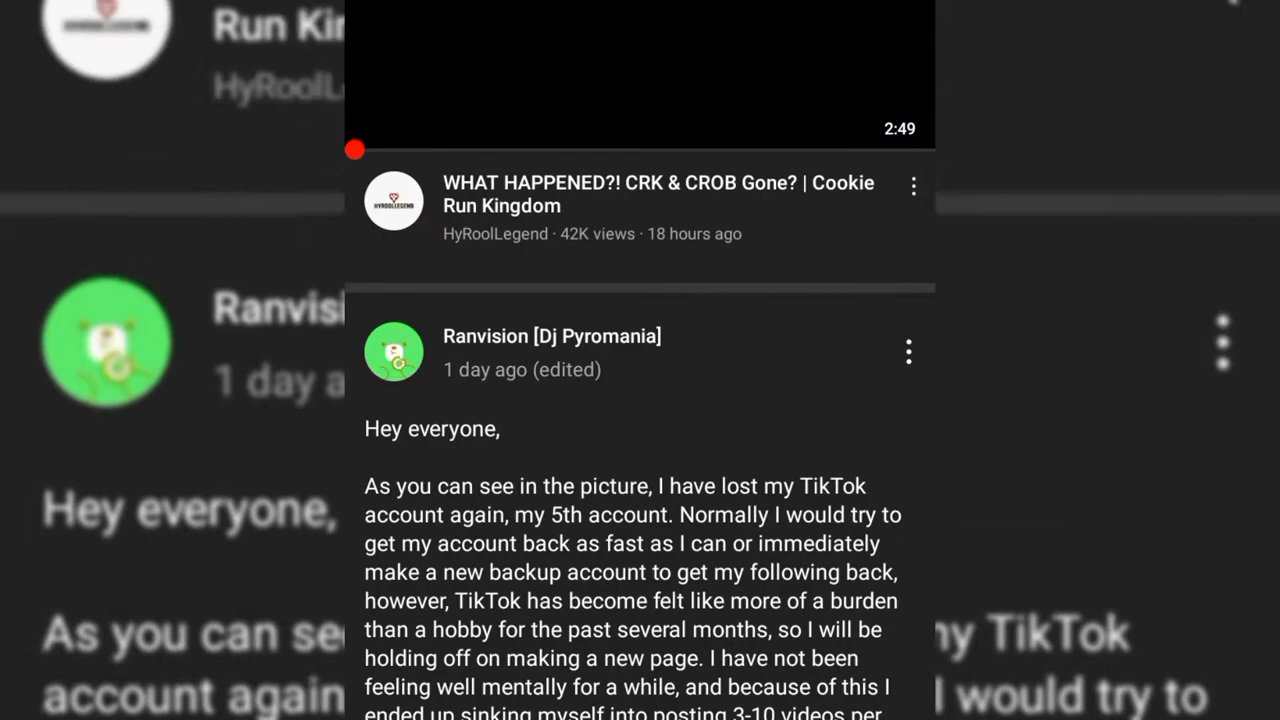 2:49
WHAT HAPPENED?! CRK & CROB Gone? | Cookie
Run Kingdom
HYROOLLEGEND
HyRoolLegend · 42K views · 18 hours ago
Ranvision [Dj Pyromania]
1 day ago (edited)
Hey everyone,
As you can see in the picture, I have lost my TikTok
account again, my 5th account. Normally I would try to
get my account back as fast as I can or immediately
make a new backup account to get my following back,
however, TikTok has become felt like more of a burden
than a hobby for the past several months, so I will be
holding off on making a new page. I have not been
feeling well mentally for a while, and because of this I
ended up sinking myself into posting 3-10 videos per
Run Kin
HyRoolL
Ranvisi
1 day a
Hey everyone,
As you can see
account again
ny TikTok
I would try to